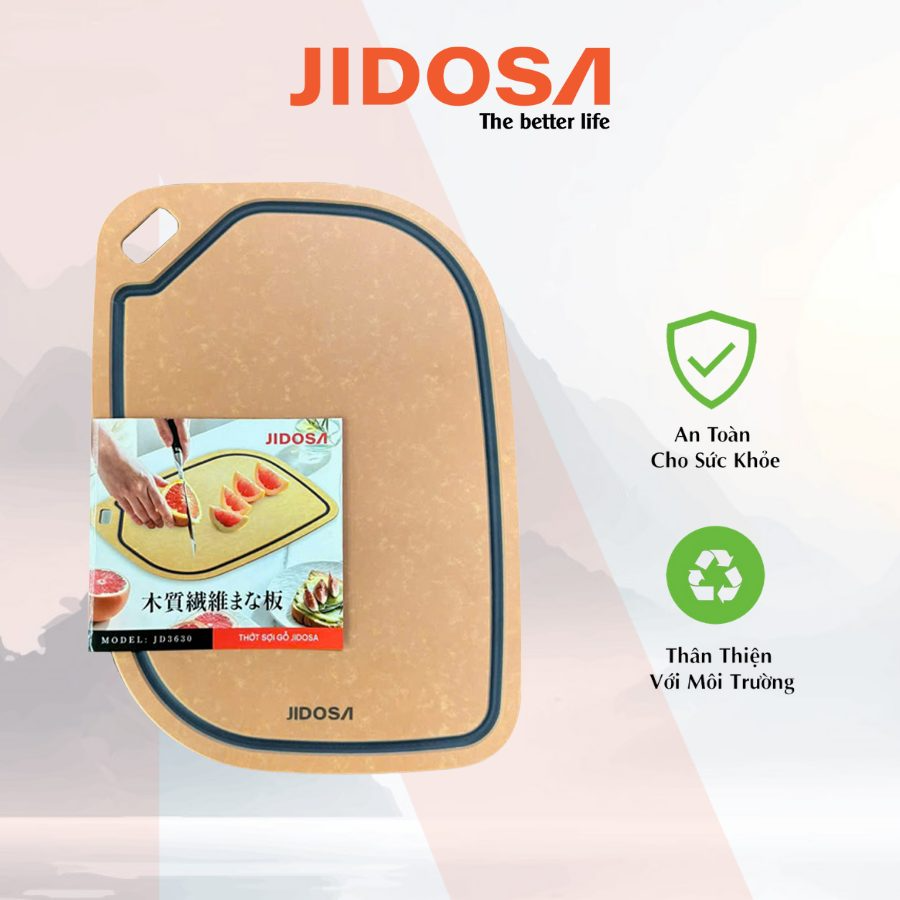 JIDOSA
The better life
JIDOSA
木質繊維まな板
MODEL: JD3630
THỚT SỢI GỖ JIDOSA
JIDOSA
An Toàn
Cho Sức Khỏe
Thân Thiện
Với Môi Trường